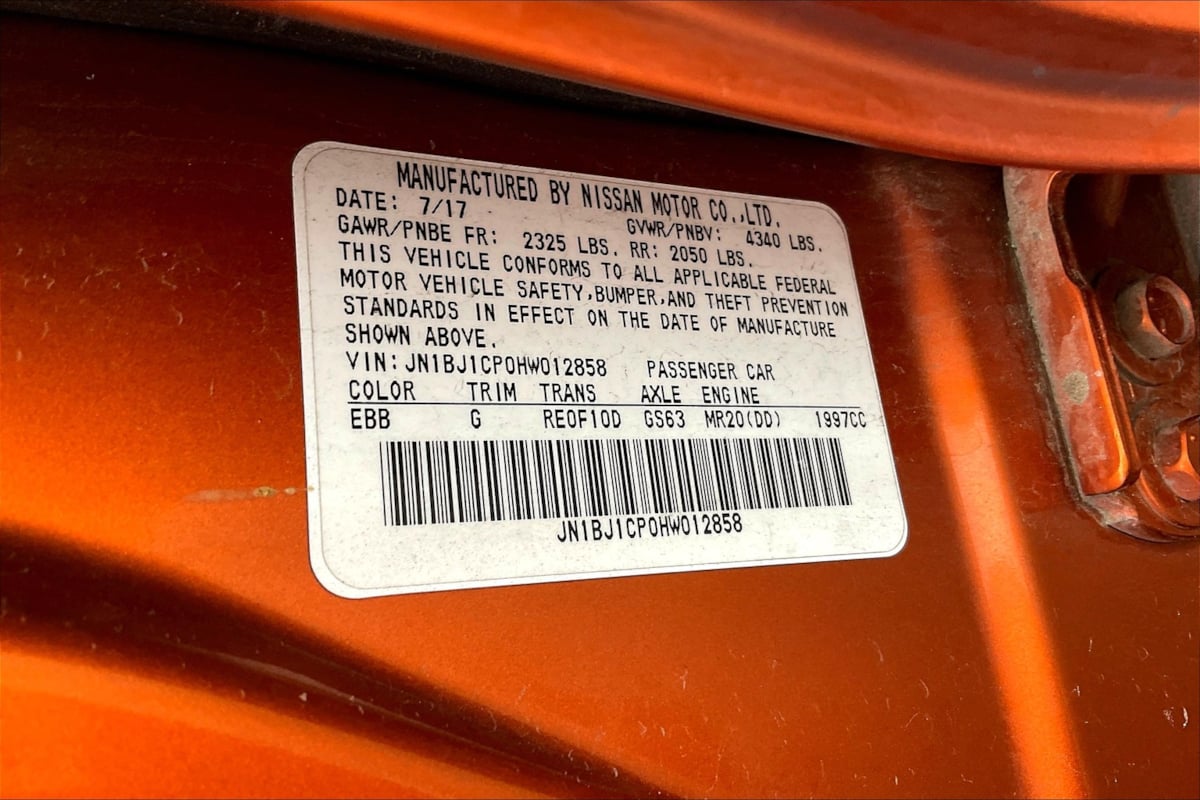 MANUFACTURED BY NISSAN MOTOR CO.,LTD.
DATE: 7/17 GVWR/PNBV: 4340 LBS.
GAWR/PNBE FR: 2325 LBS. RR: 2050 LBS.
THIS VEHICLE CONFORMS TO ALL APPLICABLE FEDERAL
MOTOR VEHICLE SAFETY,BUMPER,AND THEFT PREVENTION
STANDARDS IN EFFECT ON THE DATE OF MANUFACTURE
SHOWN ABOVE.
VIN: JN1BJ1CP0HW012858 PASSENGER CAR
COLOR TRIM TRANS AXLE ENGINE
EBB G RE0F10D GS63 MR20(DD) 1997CC
JN1BJ1CP0HW012858